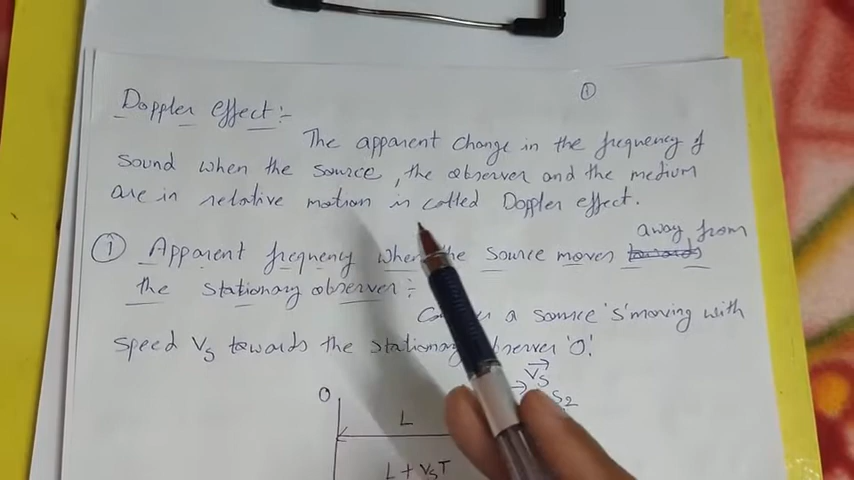 ①
Doppler effect :-
The apparent change in the frequency of
sound when the source, the observer and the medium
are in relative motion is called Doppler effect.
away from
① Apparent frequency when the source moves towards
the stationary observer :
a source 's' moving with
speed Vs towards the stationary observer 'O'.
Vs
O S2
L
L + VsT